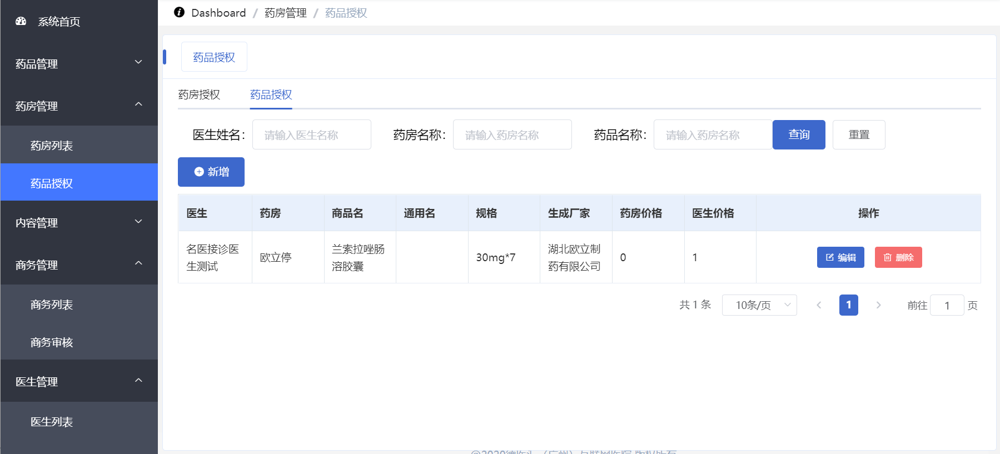 系统首页
药品管理
药房管理
药房列表
药品授权
内容管理
商务管理
商务列表
商务审核
医生管理
医生列表
Dashboard / 药房管理 / 药品授权
药品授权
药房授权 药品授权
医生姓名: 请输入医生名称 药房名称: 请输入药房名称 药品名称: 请输入药房名称 查询 重置
新增
医生 药房 商品名 通用名 规格 生成厂家 药房价格 医生价格 操作
名医接诊医生测试 欧立停 兰索拉唑肠溶胶囊 30mg*7 湖北欧立制药有限公司 0 1 编辑 删除
共 1 条 10条/页 1 前往 1 页